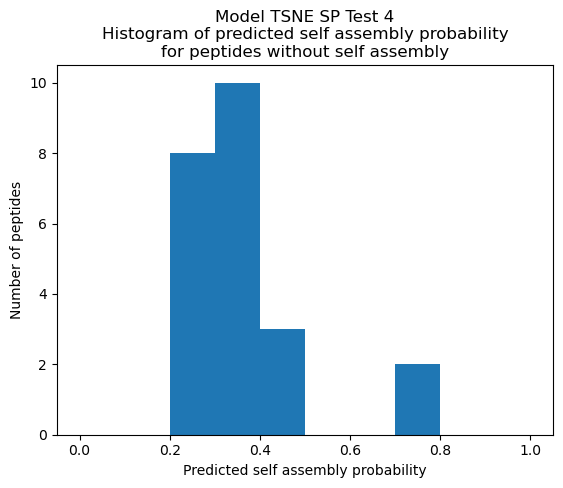 Model TSNE SP Test 4
Histogram of predicted self assembly probability
for peptides without self assembly
10
8
6
4
2
0
Number of peptides
0.0 0.2 0.4 0.6 0.8 1.0
Predicted self assembly probability